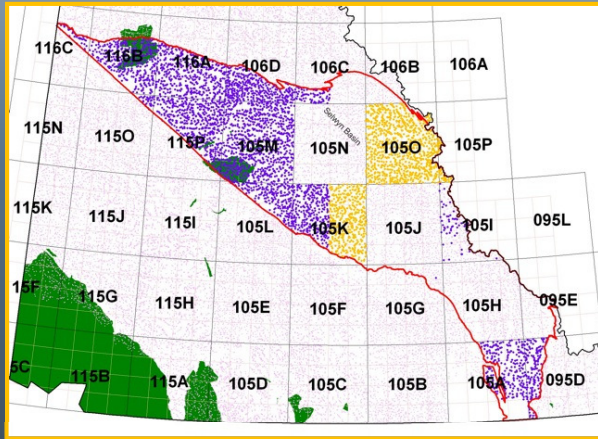 116C 116B 116A 106D 106C 106B 106A
115N 115O 115P 105M 105N 105O 105P
Selwyn Basin
115K 115J 115I 105L 105K 105J 105I 095L
15F 115G 115H 105E 105F 105G 105H 095E
5C 115B 115A 105D 105C 105B 105A 095D